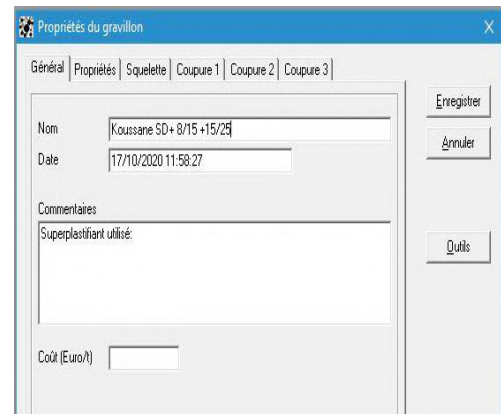 Propriétés du gravillon
Général Propriétés Squelette Coupure 1 Coupure 2 Coupure 3
Enregistrer
Nom Koussane SD+ 8/15 +15/25
Annuler
Date 17/10/2020 11:58:27
Commentaires
Superplastifiant utilisé:
Outils
Coût (Euro/t)